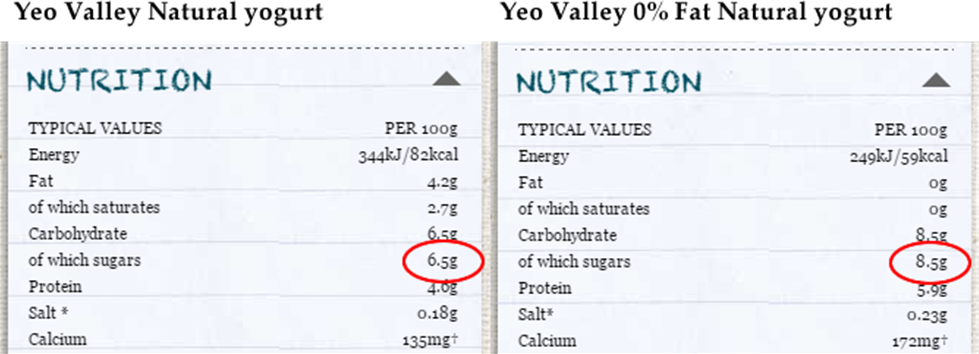 Yeo Valley Natural yogurt
NUTRITION
TYPICAL VALUES PER 100g
Energy 344kJ/82kcal
Fat 4.2g
of which saturates 2.7g
Carbohydrate 6.5g
of which sugars 6.5g
Protein 4.6g
Salt * 0.18g
Calcium 135mg†
Yeo Valley 0% Fat Natural yogurt
NUTRITION
TYPICAL VALUES PER 100g
Energy 249kJ/59kcal
Fat 0g
of which saturates 0g
Carbohydrate 8.5g
of which sugars 8.5g
Protein 5.9g
Salt* 0.23g
Calcium 172mg†